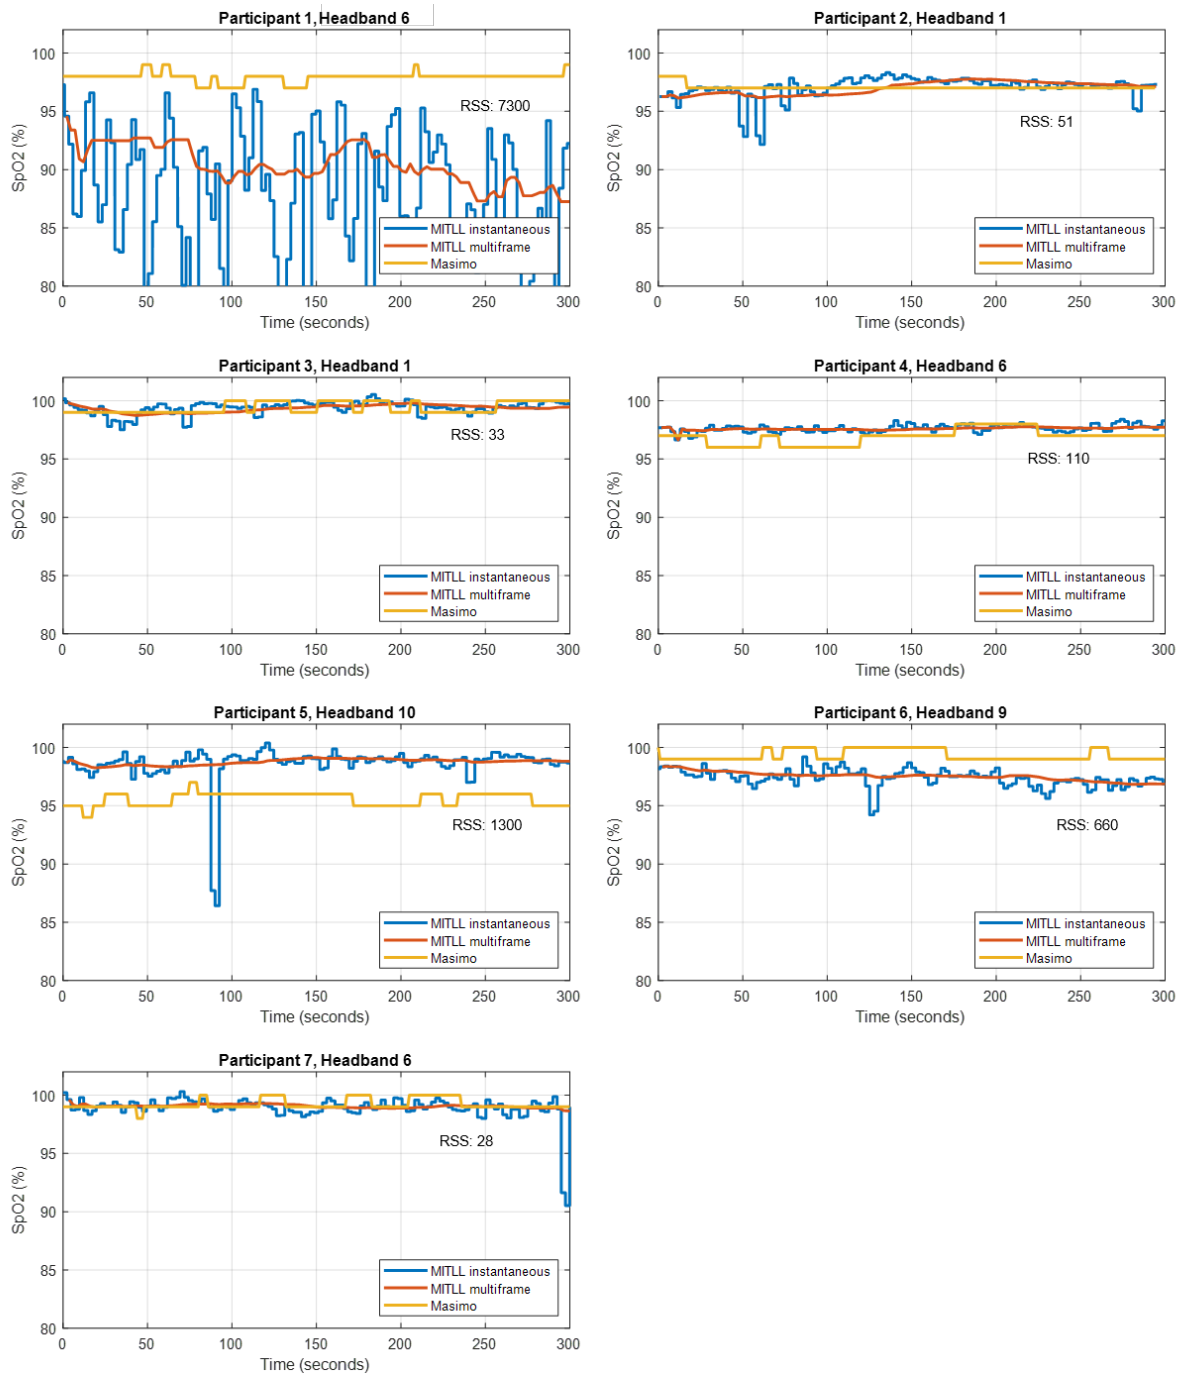 Participant 1, Headband 6
SpO2 (%)
100
95
90
85
80
RSS: 7300
MITLL instantaneous
MITLL multiframe
Masimo
0 50 100 150 200 250 300
Time (seconds)
Participant 2, Headband 1
SpO2 (%)
100
95
90
85
80
RSS: 51
MITLL instantaneous
MITLL multiframe
Masimo
0 50 100 150 200 250 300
Time (seconds)
Participant 3, Headband 1
SpO2 (%)
100
95
90
85
80
RSS: 33
MITLL instantaneous
MITLL multiframe
Masimo
0 50 100 150 200 250 300
Time (seconds)
Participant 4, Headband 6
SpO2 (%)
100
95
90
85
80
RSS: 110
MITLL instantaneous
MITLL multiframe
Masimo
0 50 100 150 200 250 300
Time (seconds)
Participant 5, Headband 10
SpO2 (%)
100
95
90
85
80
RSS: 1300
MITLL instantaneous
MITLL multiframe
Masimo
0 50 100 150 200 250 300
Time (seconds)
Participant 6, Headband 9
SpO2 (%)
100
95
90
85
80
RSS: 660
MITLL instantaneous
MITLL multiframe
Masimo
0 50 100 150 200 250 300
Time (seconds)
Participant 7, Headband 6
SpO2 (%)
100
95
90
85
80
RSS: 28
MITLL instantaneous
MITLL multiframe
Masimo
0 50 100 150 200 250 300
Time (seconds)